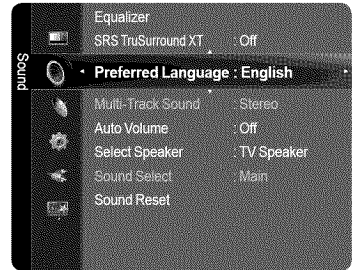 Sound
Equalizer
SRS TruSurround XT : Off
Preferred Language : English
Multi-Track Sound : Stereo
Auto Volume : Off
Select Speaker : TV Speaker
Sound Select : Main
Sound Reset